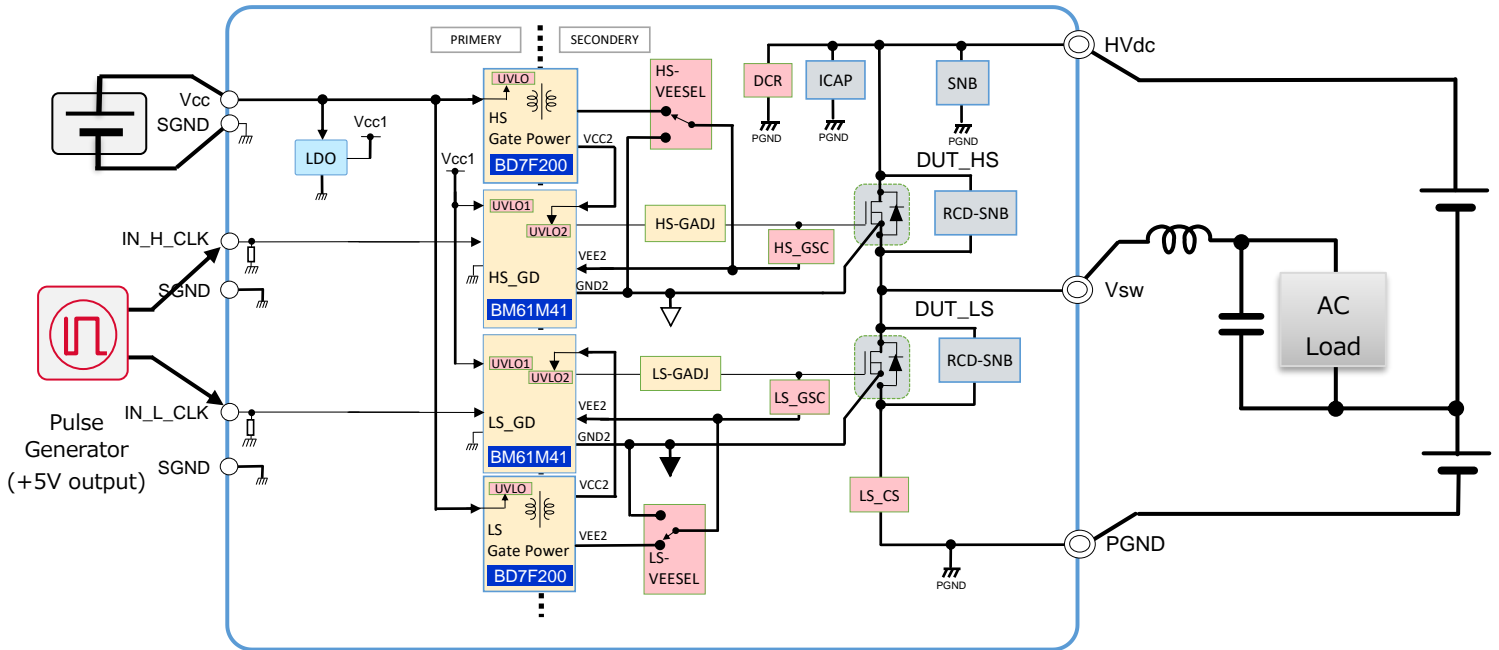 PRIMERY
SECONDERY
Vcc
SGND
LDO
Vcc1
UVLO
HS
Gate Power
BD7F200
VCC2
HS-
VEESEL
DCR
PGND
ICAP
PGND
SNB
PGND
HVdc
DUT_HS
RCD-SNB
Vcc1
UVLO1
UVLO2
HS-GADJ
HS_GSC
IN_H_CLK
SGND
VEE2
HS_GD
GND2
BM61M41
Vsw
AC
Load
DUT_LS
RCD-SNB
UVLO1
UVLO2
LS-GADJ
LS_GSC
IN_L_CLK
SGND
VEE2
LS_GD
GND2
BM61M41
Pulse
Generator
(+5V output)
UVLO
LS
Gate Power
BD7F200
VCC2
VEE2
LS-
VEESEL
LS_CS
PGND
PGND